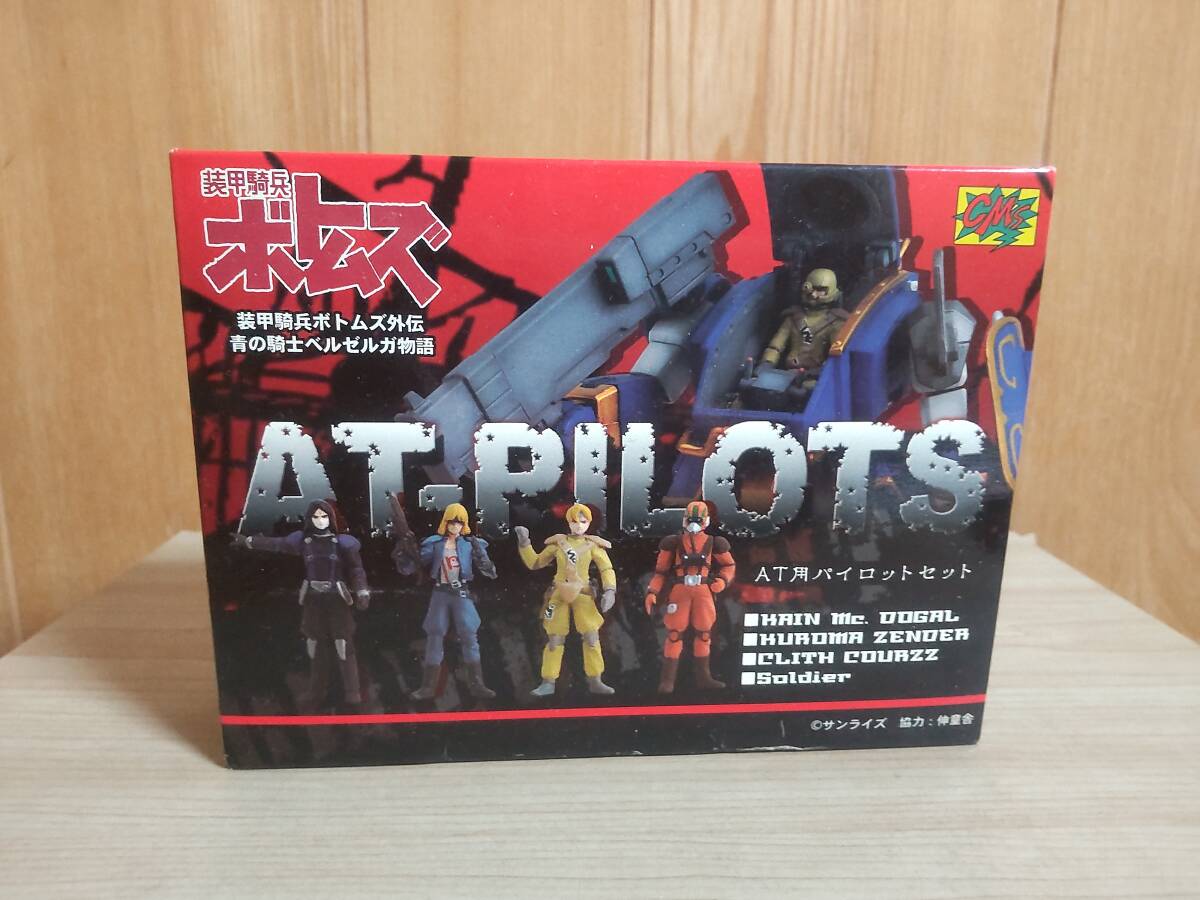 装甲騎兵
ボトムズ
装甲騎兵ボトムズ外伝
青の騎士ベルゼルガ物語
CM's
AT-PILOTS
AT用パイロットセット
■KAIN Mc. DOGAL
■KUROMA ZENDER
■CLITH COURZZ
■Soldier
©サンライズ 協力：伸童舎